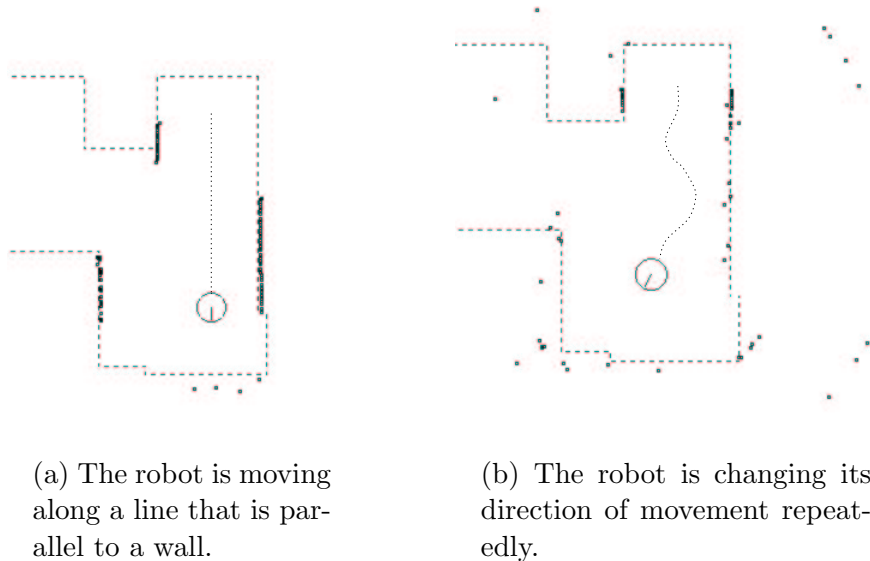 (a) The robot is moving
along a line that is par-
allel to a wall.
(b) The robot is changing its
direction of movement repeat-
edly.